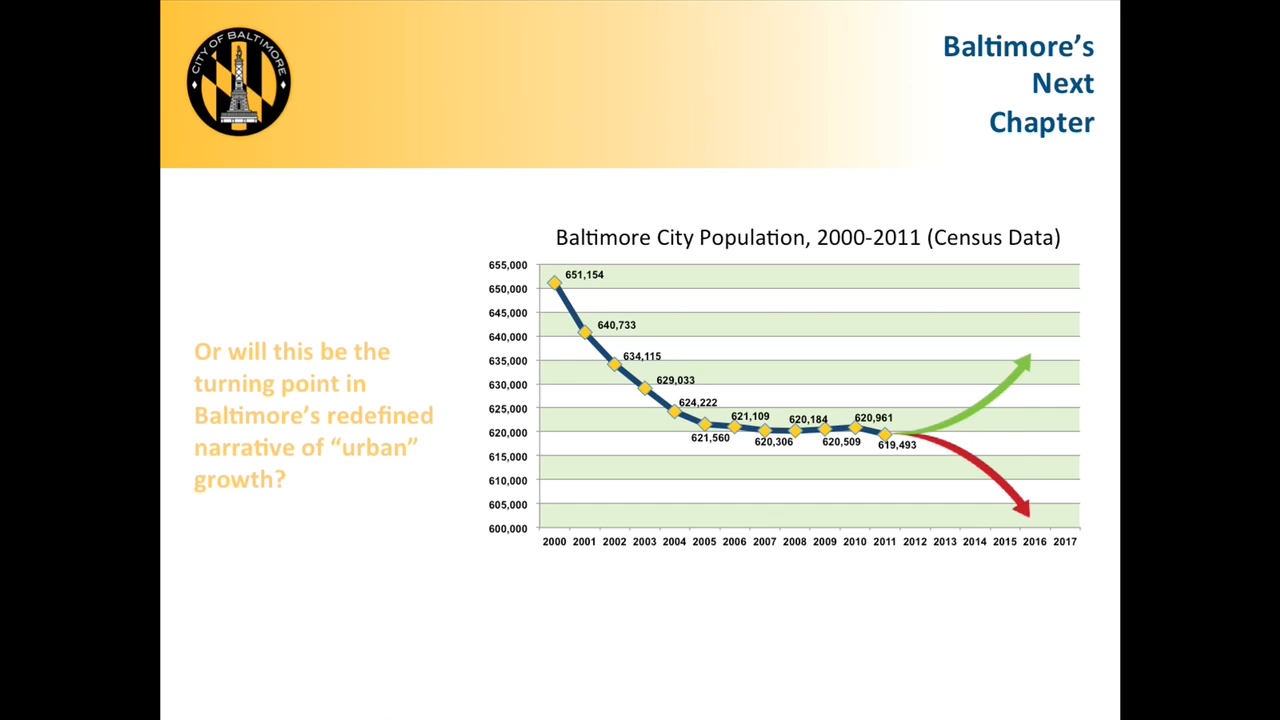 CITY OF BALTIMORE
Baltimore's
Next
Chapter
Or will this be the
turning point in
Baltimore's redefined
narrative of “urban”
growth?
Baltimore City Population, 2000-2011 (Census Data)
655,000
650,000
645,000
640,000
635,000
630,000
625,000
620,000
615,000
610,000
605,000
600,000
651,154
640,733
634,115
629,033
624,222
621,560
621,109
620,306
620,184
620,509
620,961
619,493
2000 2001 2002 2003 2004 2005 2006 2007 2008 2009 2010 2011 2012 2013 2014 2015 2016 2017